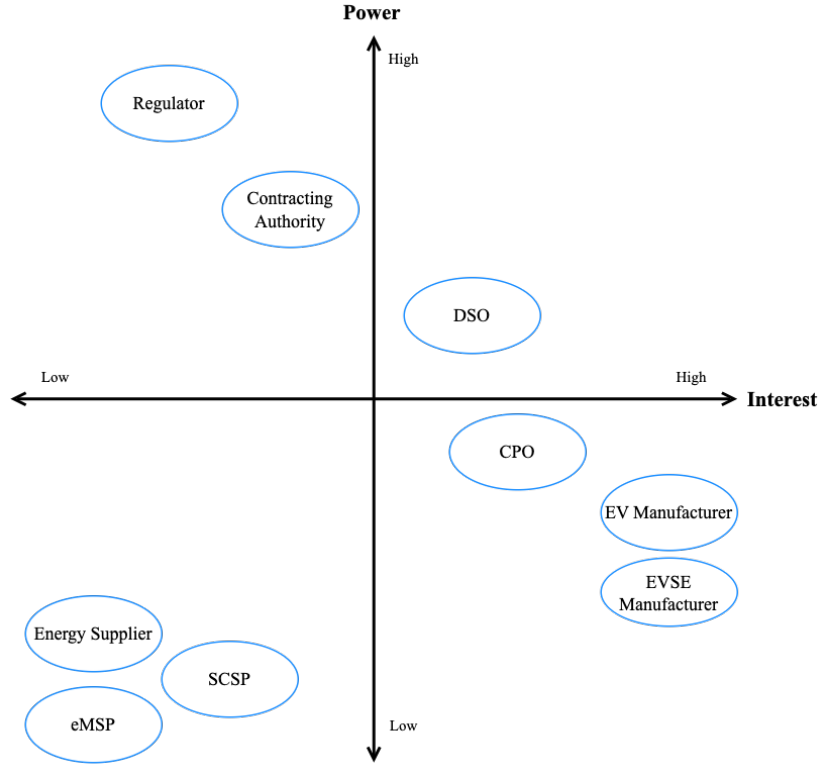 Power
High
Regulator
Contracting
Authority
DSO
Low
High
Interest
CPO
EV Manufacturer
EVSE
Manufacturer
Energy Supplier
SCSP
eMSP
Low